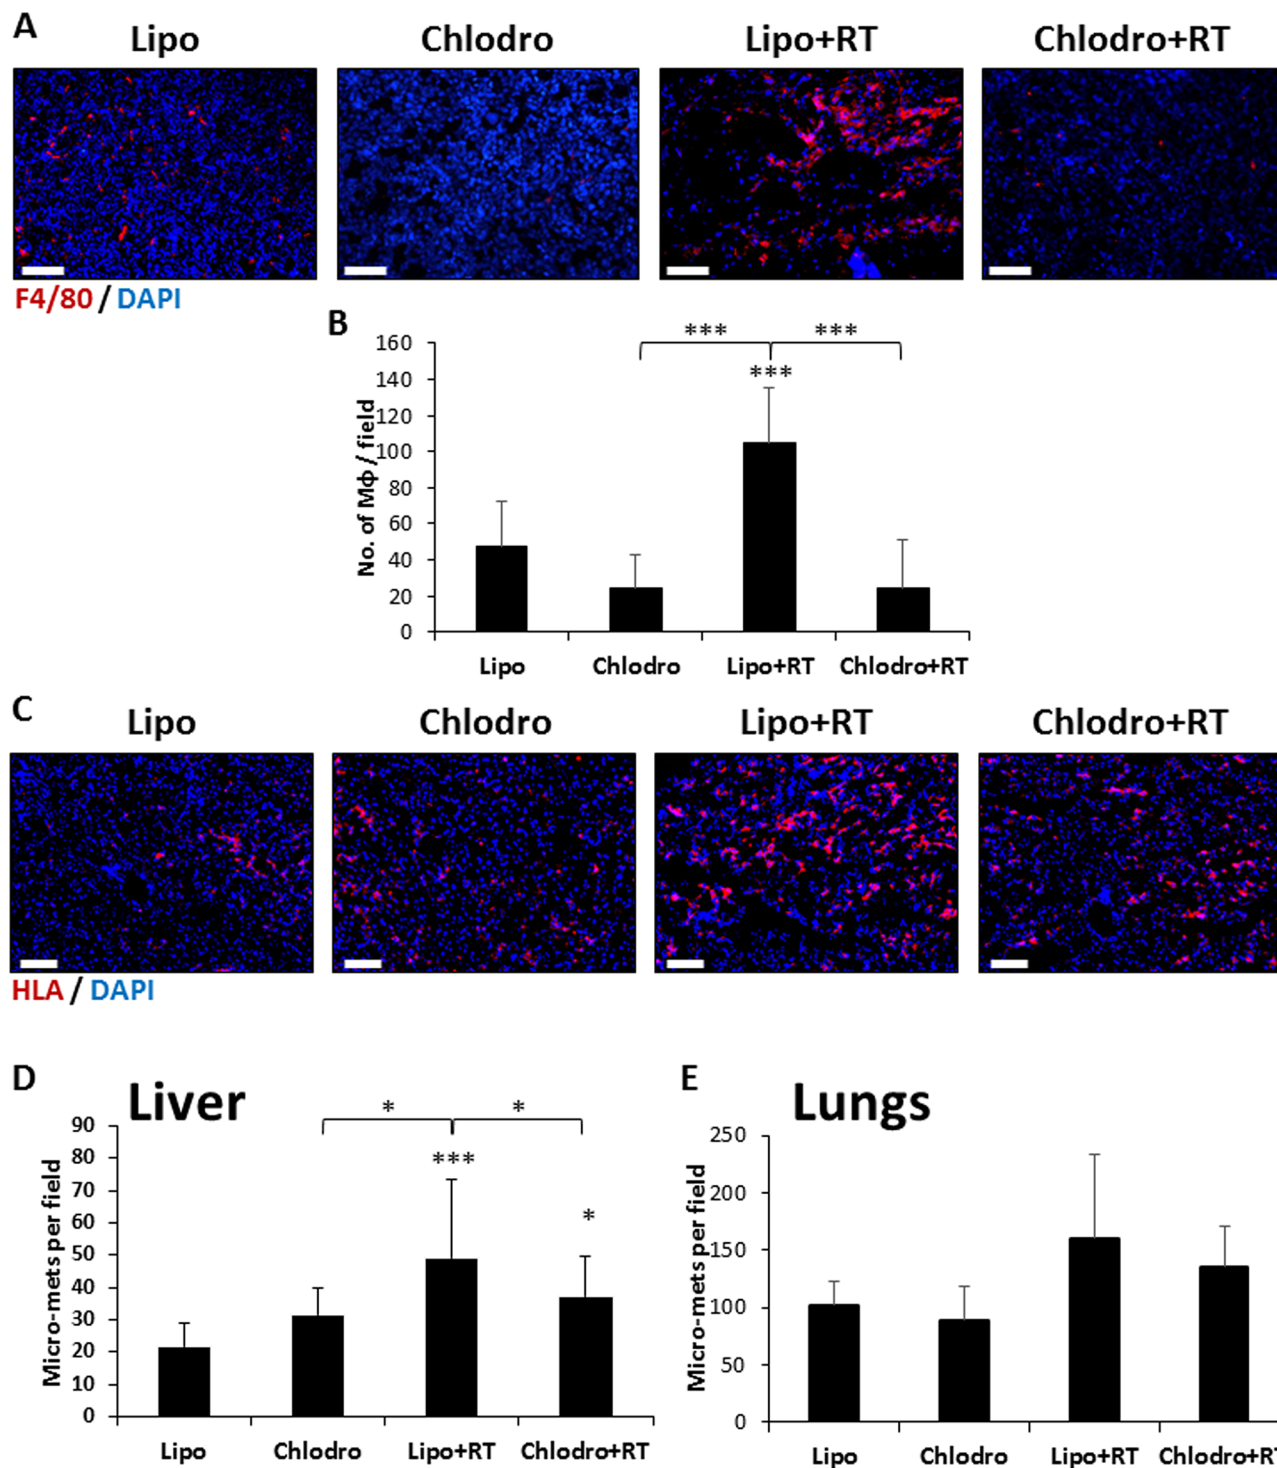 A
Lipo Chlodro Lipo+RT Chlodro+RT
F4/80 / DAPI
B
*** ***
***
No. of Mφ / field
160
140
120
100
80
60
40
20
0
Lipo Chlodro Lipo+RT Chlodro+RT
C
Lipo Chlodro Lipo+RT Chlodro+RT
HLA / DAPI
D
Liver
* *
***
*
Micro-mets per field
90
80
70
60
50
40
30
20
10
0
Lipo Chlodro Lipo+RT Chlodro+RT
E
Lungs
Micro-mets per field
250
200
150
100
50
0
Lipo Chlodro Lipo+RT Chlodro+RT